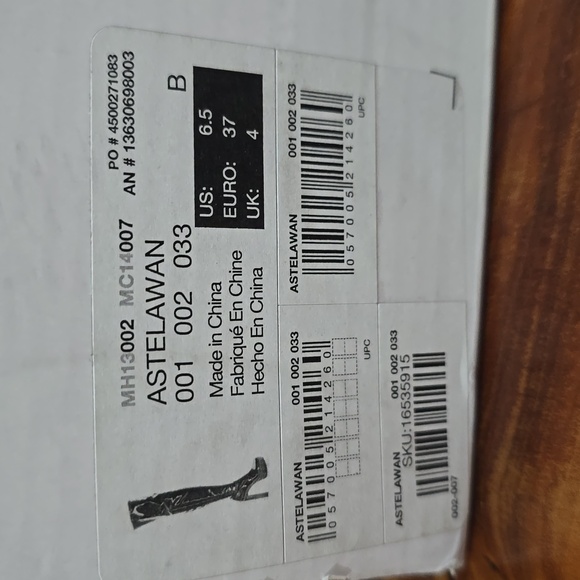 PO # 4500271083
AN # 13630698003
MH13002 MC14007
ASTELAWAN B
001 002 033
US: 6.5
EURO: 37
UK: 4
Made in China
Fabriqué En Chine
Hecho En China
ASTELAWAN 001 002 033
0 57005 21426 0
UPC
ASTELAWAN 001 002 033
0 57005 21426 0
UPC
ASTELAWAN 001 002 033
SKU:16535915
002-007